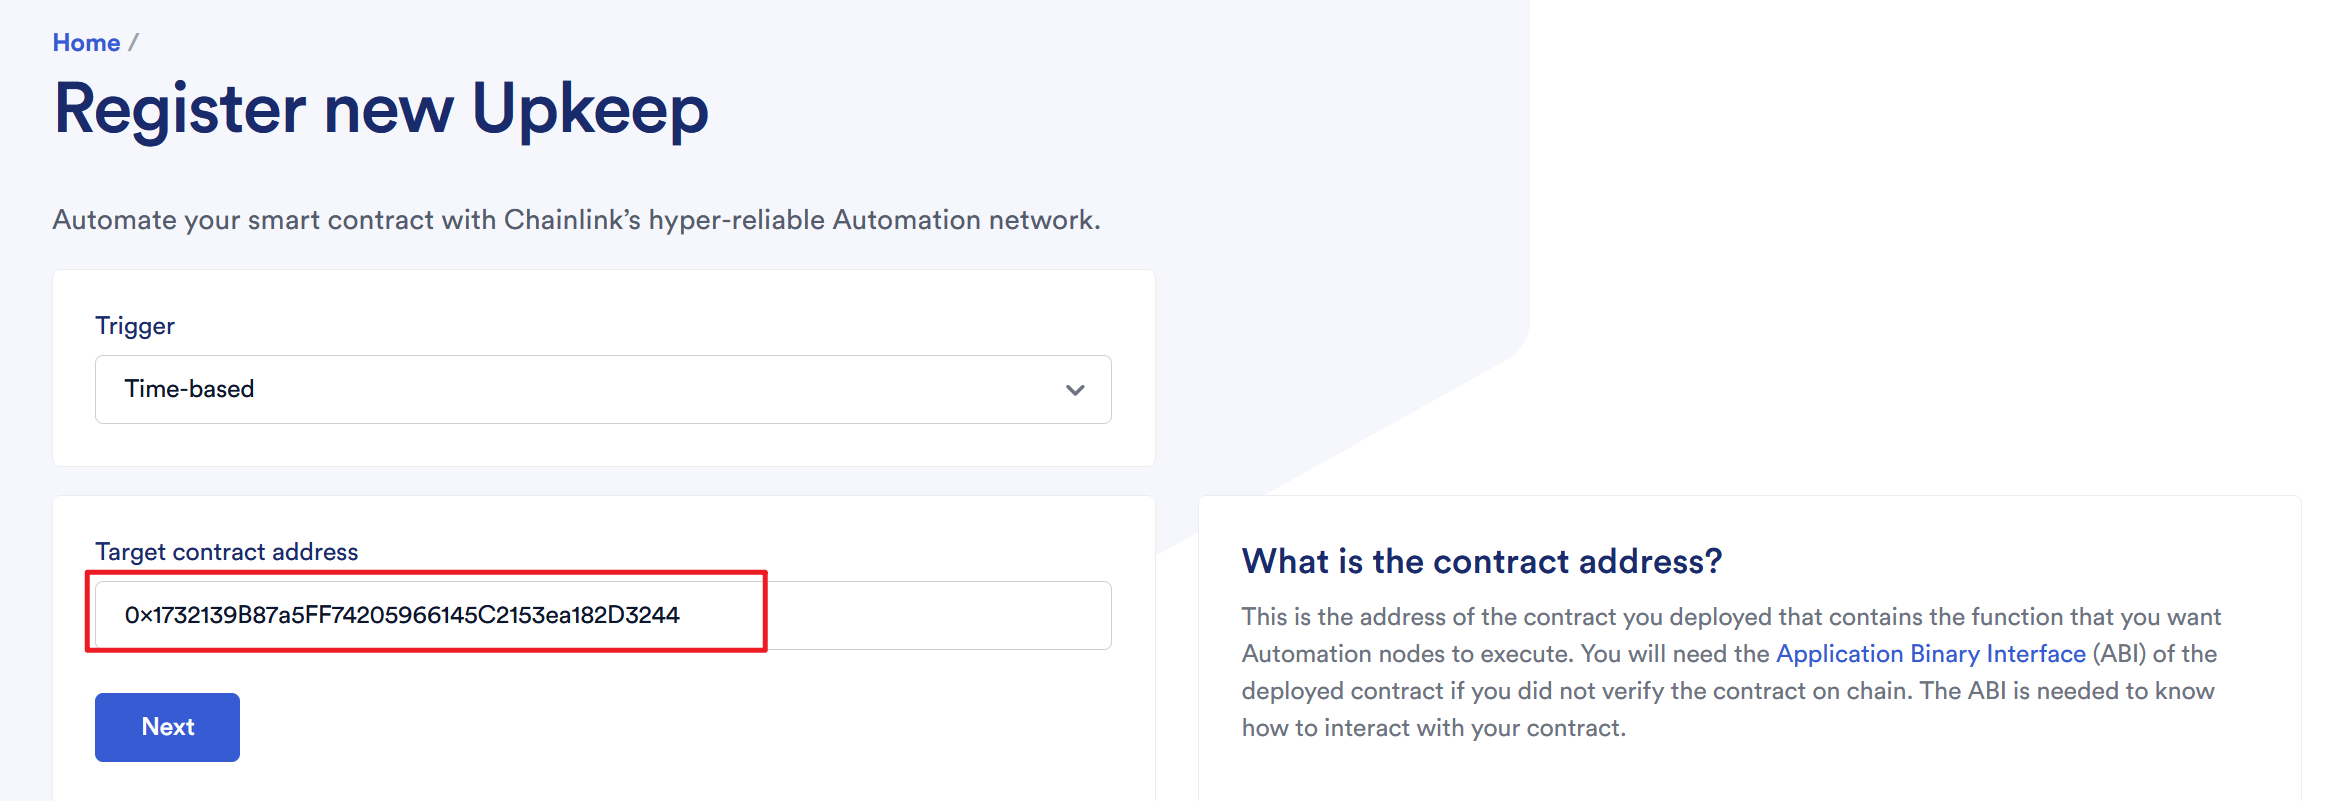 Home /
Register new Upkeep
Automate your smart contract with Chainlink’s hyper-reliable Automation network.
Trigger
Time-based
Target contract address
0x1732139B87a5FF74205966145C2153ea182D3244
Next
What is the contract address?
This is the address of the contract you deployed that contains the function that you want
Automation nodes to execute. You will need the Application Binary Interface (ABI) of the
deployed contract if you did not verify the contract on chain. The ABI is needed to know
how to interact with your contract.